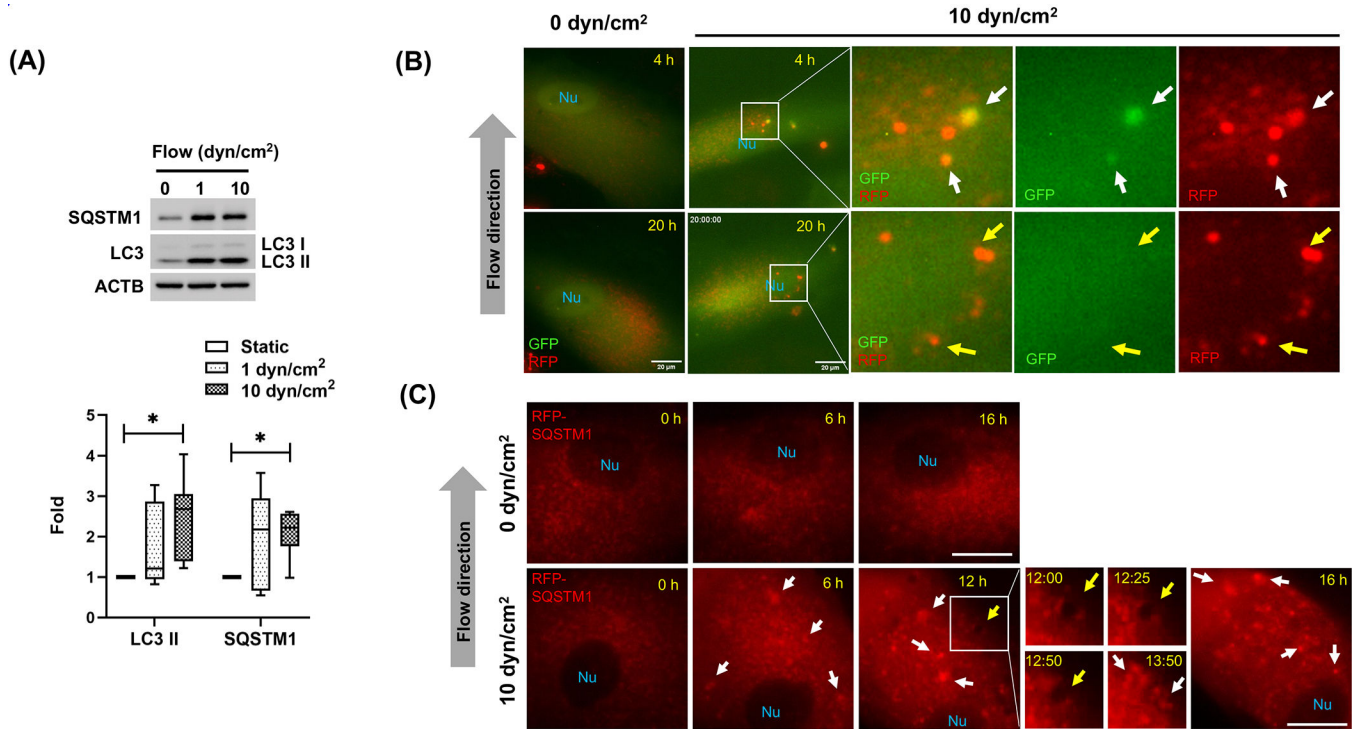 (A)
Flow (dyn/cm²)
0 1 10
SQSTM1
LC3
LC3 I
LC3 II
ACTB
Static
1 dyn/cm²
10 dyn/cm²
5
4
3
2
1
0
Fold
* *
LC3 II SQSTM1
(B)
0 dyn/cm² 10 dyn/cm²
Flow direction
4 h
Nu
4 h
Nu
GFP
RFP
GFP
RFP
20 h
Nu
GFP
RFP
20 µm
20:00:00
20 h
Nu
20 µm
GFP
RFP
GFP
RFP
(C)
Flow direction
0 dyn/cm²
RFP-
SQSTM1
0 h
Nu
6 h
Nu
16 h
Nu
10 dyn/cm²
RFP-
SQSTM1
0 h
Nu
6 h
Nu
12 h
Nu
12:00
12:25
12:50
13:50
16 h
Nu